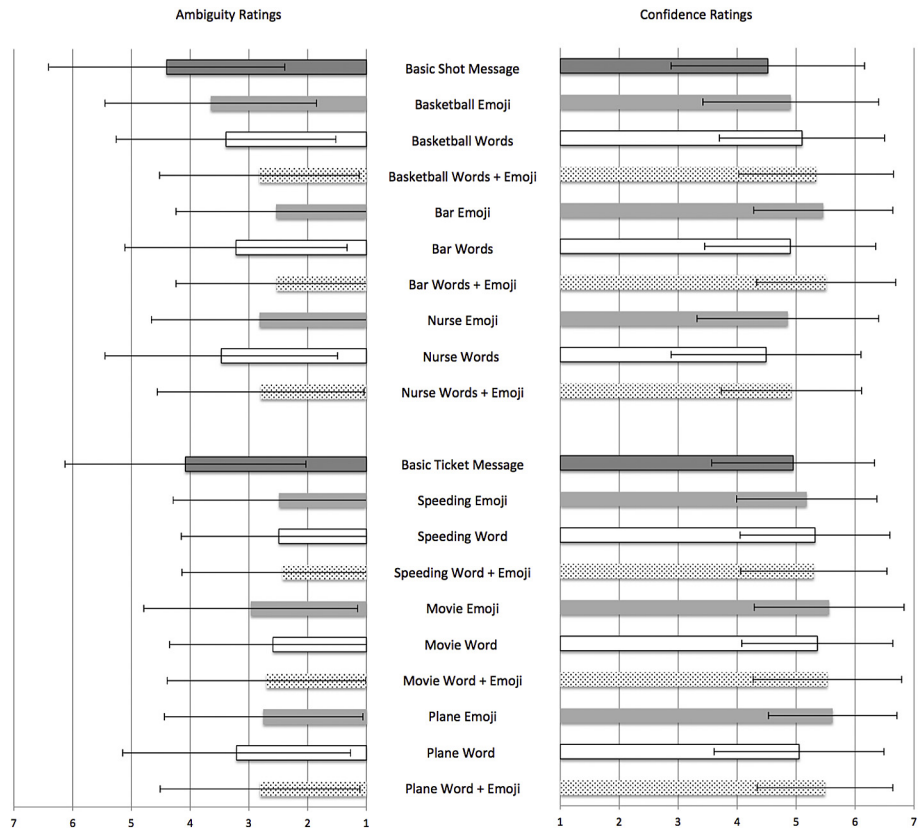 Ambiguity Ratings
Confidence Ratings
Basic Shot Message
Basketball Emoji
Basketball Words
Basketball Words + Emoji
Bar Emoji
Bar Words
Bar Words + Emoji
Nurse Emoji
Nurse Words
Nurse Words + Emoji
Basic Ticket Message
Speeding Emoji
Speeding Word
Speeding Word + Emoji
Movie Emoji
Movie Word
Movie Word + Emoji
Plane Emoji
Plane Word
Plane Word + Emoji
7 6 5 4 3 2 1
1 2 3 4 5 6 7